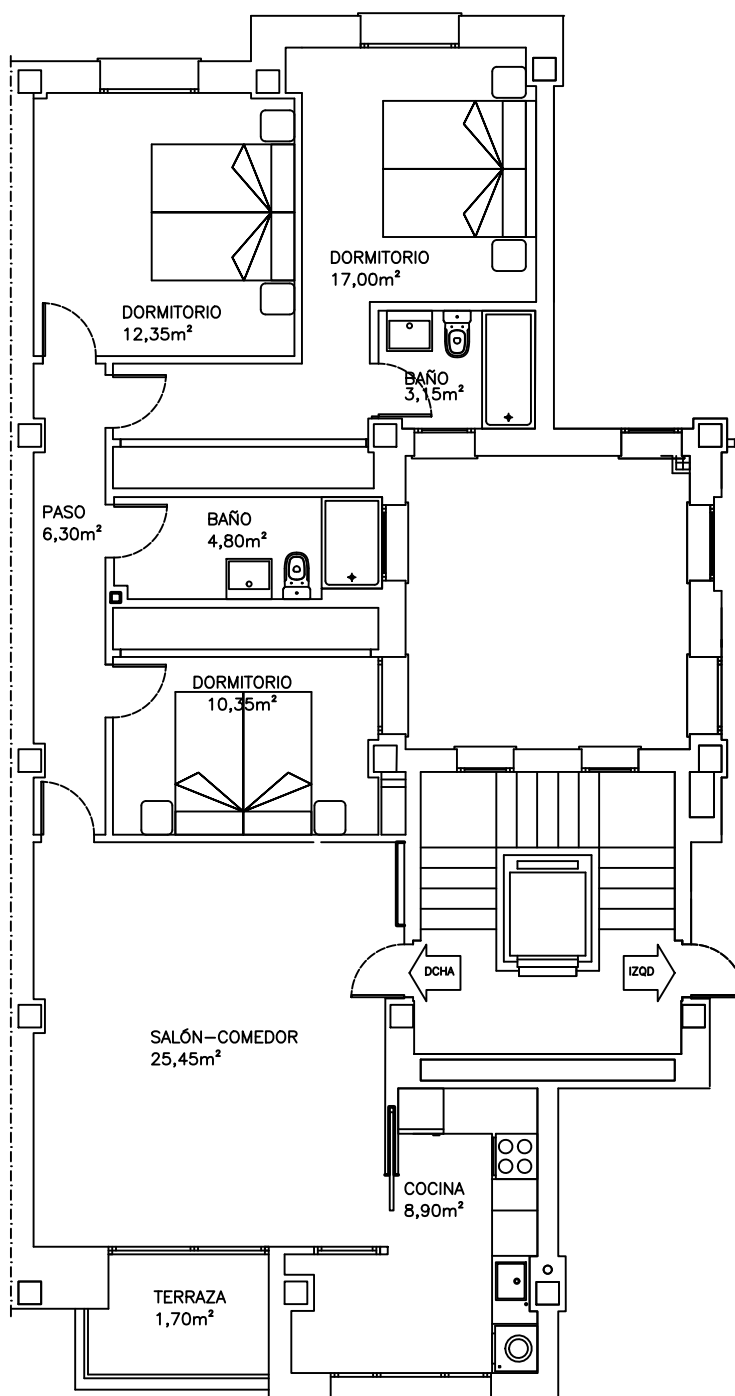 DORMITORIO
17,00m²
DORMITORIO
12,35m²
BAÑO
3,15m²
PASO
6,30m²
BAÑO
4,80m²
DORMITORIO
10,35m²
DCHA
IZQD
SALÓN-COMEDOR
25,45m²
COCINA
8,90m²
TERRAZA
1,70m²